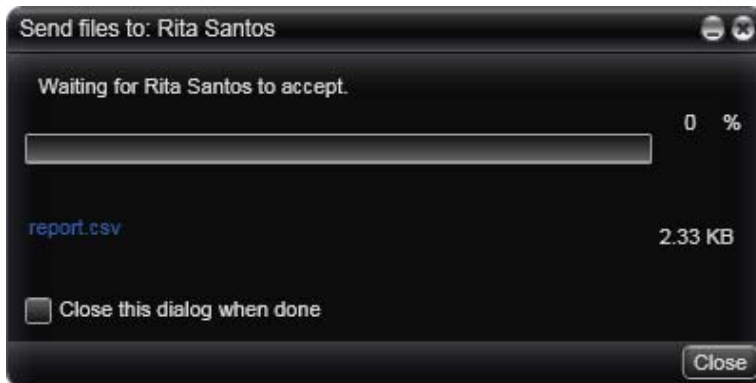 Send files to: Rita Santos
Waiting for Rita Santos to accept.
0 %
report.csv
2.33 KB
Close this dialog when done
Close